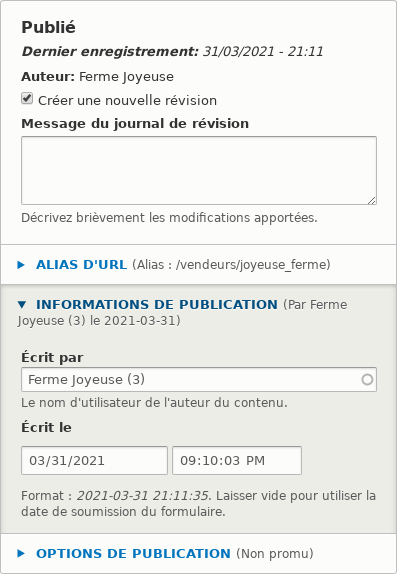 Publié
Dernier enregistrement: 31/03/2021 - 21:11
Auteur: Ferme Joyeuse
Créer une nouvelle révision
Message du journal de révision
Décrivez brièvement les modifications apportées.
ALIAS D'URL (Alias : /vendeurs/joyeuse_ferme)
INFORMATIONS DE PUBLICATION (Par Ferme
Joyeuse (3) le 2021-03-31)
Écrit par
Ferme Joyeuse (3)
Le nom d'utilisateur de l'auteur du contenu.
Écrit le
03/31/2021 09:10:03 PM
Format : 2021-03-31 21:11:35. Laisser vide pour utiliser la
date de soumission du formulaire.
OPTIONS DE PUBLICATION (Non promu)